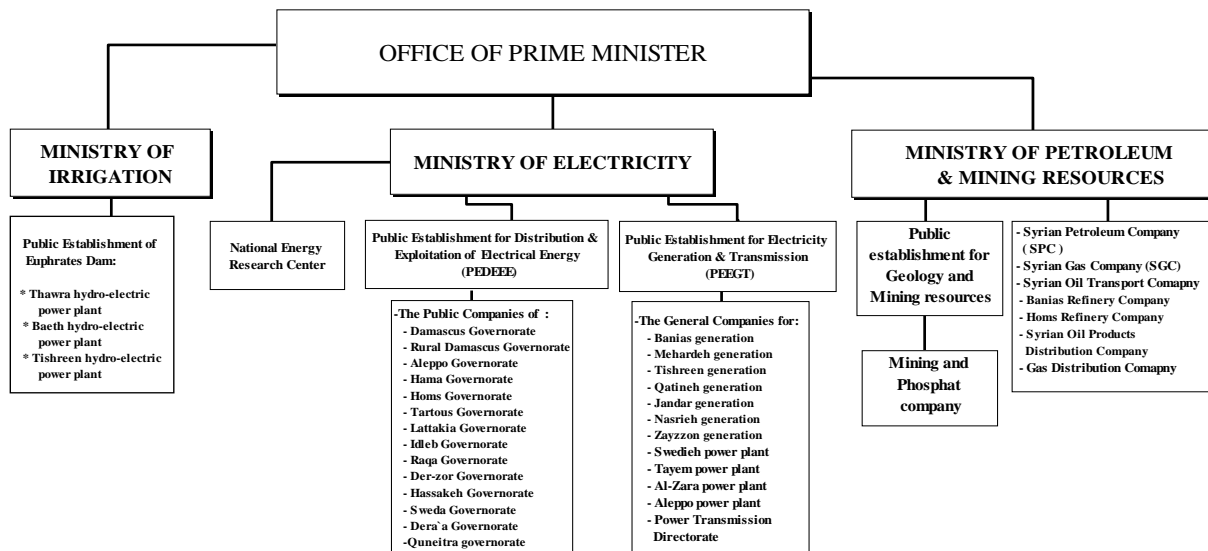 OFFICE OF PRIME MINISTER
MINISTRY OF
IRRIGATION
MINISTRY OF ELECTRICITY
MINISTRY OF PETROLEUM
& MINING RESOURCES
Public Establishment of
Euphrates Dam:
* Thawra hydro-electric
power plant
* Baeth hydro-electric
power plant
* Tishreen hydro-electric
power plant
National Energy
Research Center
Public Establishment for Distribution &
Exploitation of Electrical Energy
(PEDEEE)
-The Public Companies of :
- Damascus Governorate
- Rural Damascus Governorate
- Aleppo Governorate
- Hama Governorate
- Homs Governorate
- Tartous Governorate
- Lattakia Governorate
- Idleb Governorate
- Raqa Governorate
- Der-zor Governorate
- Hassakeh Governorate
- Sweda Governorate
- Dera`a Governorate
-Quneitra governorate
Public Establishment for Electricity
Generation & Transmission
(PEEGT)
-The General Companies for:
- Banias generation
- Mehardeh generation
- Tishreen generation
- Qatineh generation
- Jandar generation
- Nasrieh generation
- Zayzzon generation
- Swedieh power plant
- Tayem power plant
- Al-Zara power plant
- Aleppo power plant
- Power Transmission
Directorate
Public
establishment for
Geology and
Mining resources
Mining and
Phosphat
company
- Syrian Petroleum Company
( SPC )
- Syrian Gas Company (SGC)
- Syrian Oil Transport Comapny
- Banias Refinery Company
- Homs Refinery Company
- Syrian Oil Products
Distribution Company
- Gas Distribution Comapny